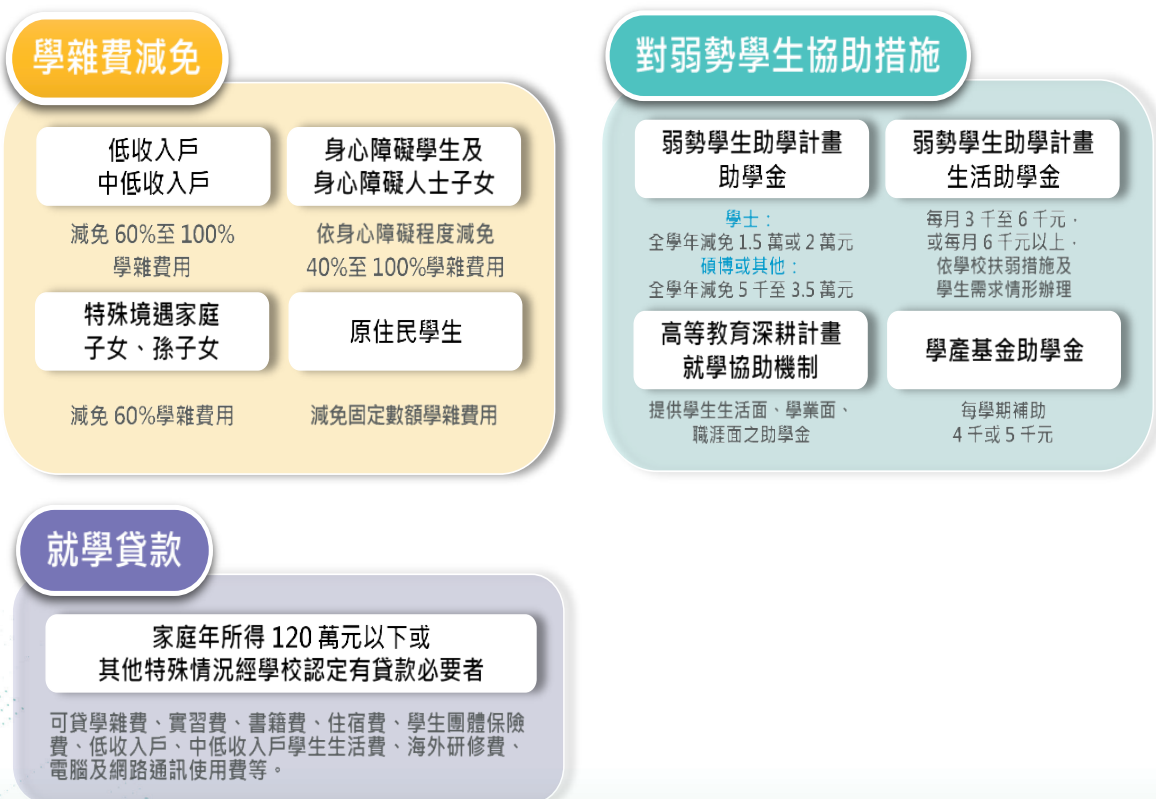 學雜費減免
低收入戶
中低收入戶
減免 60%至 100%
學雜費用
身心障礙學生及
身心障礙人士子女
依身心障礙程度減免
40%至 100%學雜費用
特殊境遇家庭
子女、孫子女
減免 60%學雜費用
原住民學生
減免固定數額學雜費用
對弱勢學生協助措施
弱勢學生助學計畫
助學金
學士：
全學年減免 1.5 萬或 2 萬元
碩博或其他：
全學年減免 5 千至 3.5 萬元
弱勢學生助學計畫
生活助學金
每月 3 千至 6 千元，
或每月 6 千元以上，
依學校扶弱措施及
學生需求情形辦理
高等教育深耕計畫
就學協助機制
提供學生生活面、學業面、
職涯面之助學金
學產基金助學金
每學期補助
4 千或 5 千元
就學貸款
家庭年所得 120 萬元以下或
其他特殊情況經學校認定有貸款必要者
可貸學雜費、實習費、書籍費、住宿費、學生團體保險
費、低收入戶、中低收入戶學生生活費、海外研修費、
電腦及網路通訊使用費等。